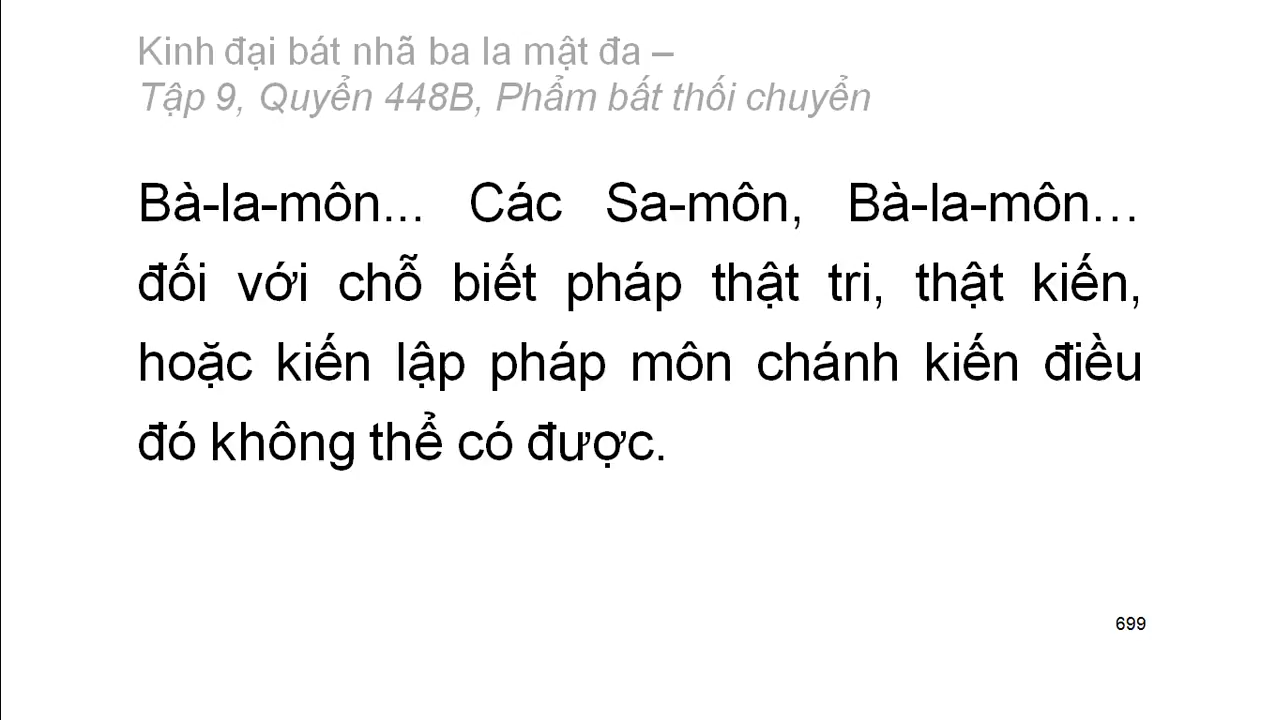 Kinh đại bát nhã ba la mật đa –
Tập 9, Quyển 448B, Phẩm bất thối chuyển
Bà-la-môn... Các Sa-môn, Bà-la-môn…
đối với chỗ biết pháp thật tri, thật kiến,
hoặc kiến lập pháp môn chánh kiến điều
đó không thể có được.
699